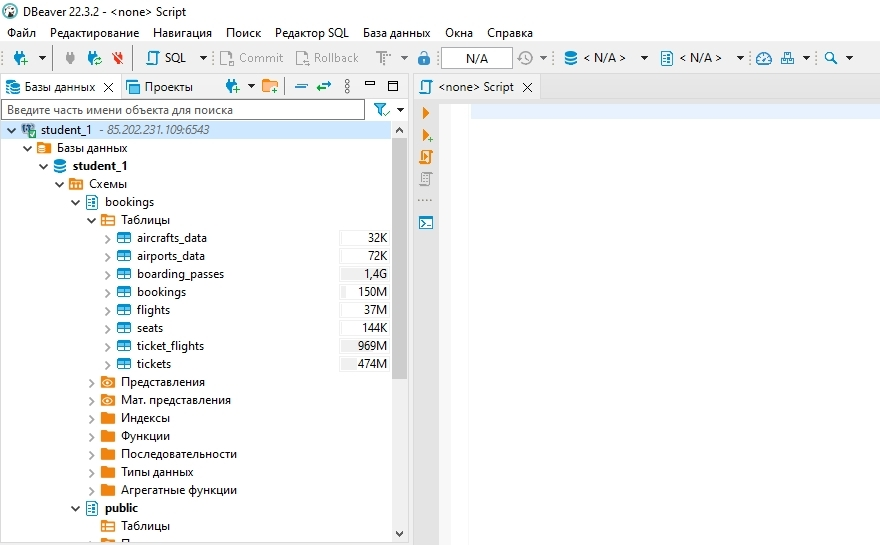 DBeaver 22.3.2 - <none> Script
Файл Редактирование Навигация Поиск Редактор SQL База данных Окна Справка
SQL Commit Rollback N/A < N/A > < N/A >
Базы данных Проекты
<none> Script
Введите часть имени объекта для поиска
student_1 - 85.202.231.109:6543
Базы данных
student_1
Схемы
bookings
Таблицы
aircrafts_data 32K
airports_data 72K
boarding_passes 1,4G
bookings 150M
flights 37M
seats 144K
ticket_flights 969M
tickets 474M
Представления
Мат. представления
Индексы
Функции
Последовательности
Типы данных
Агрегатные функции
public
Таблицы